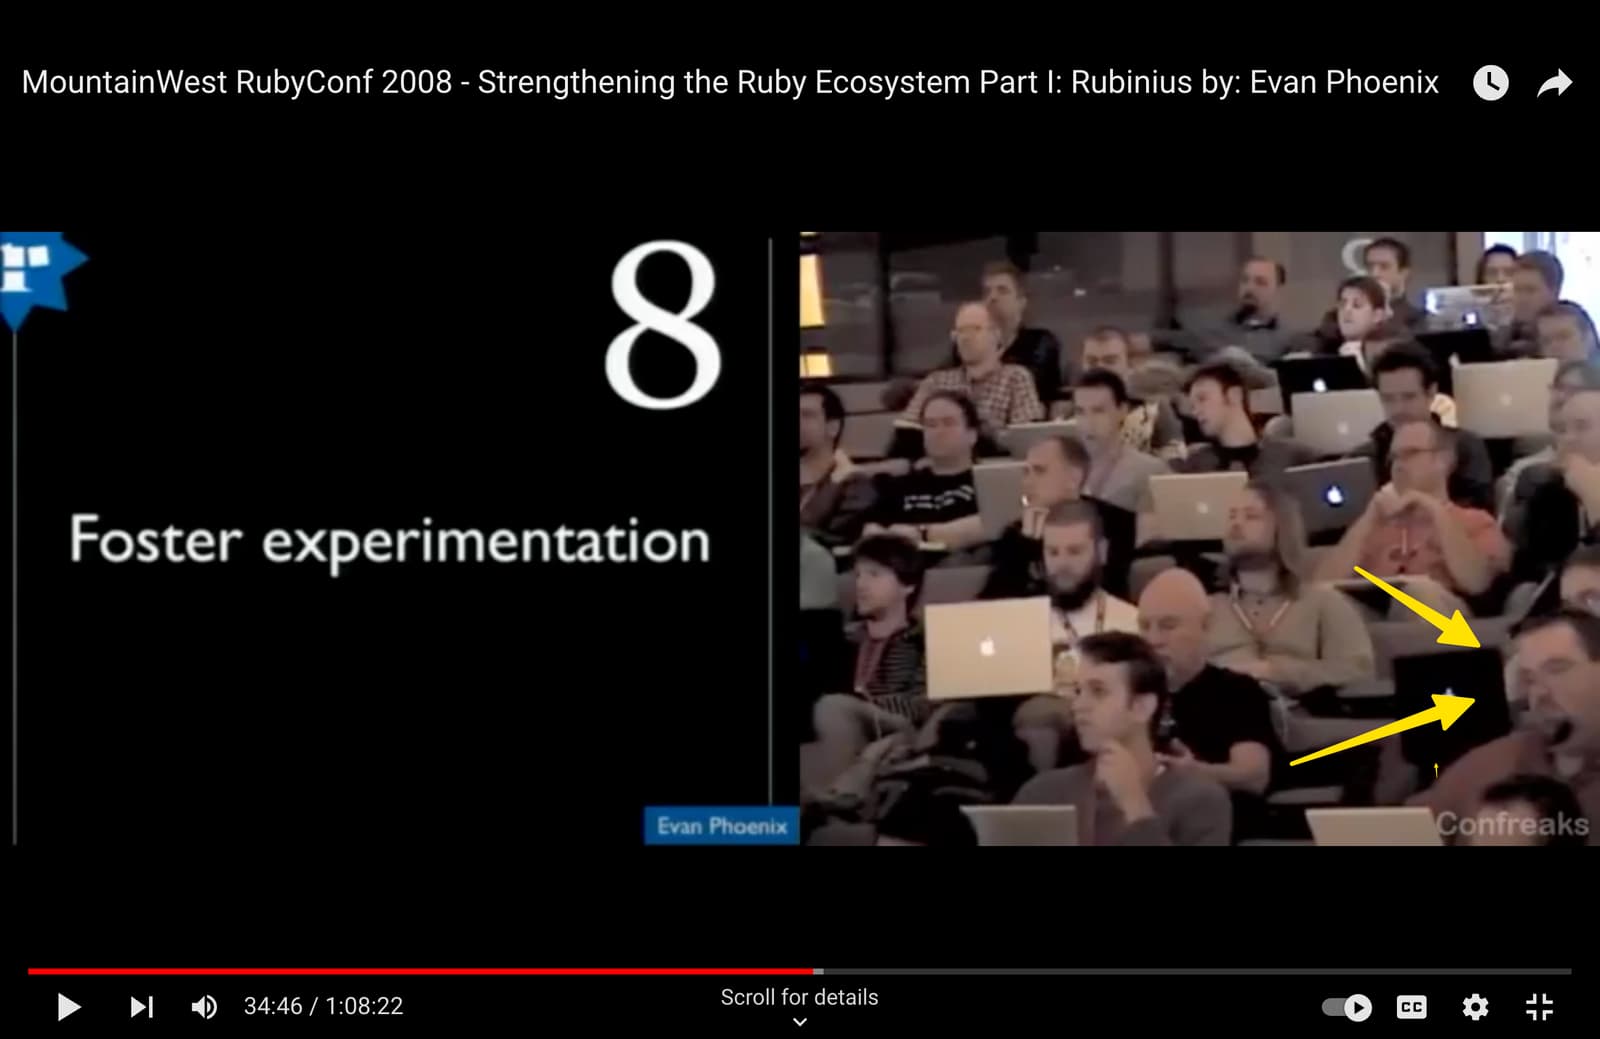 MountainWest RubyConf 2008 - Strengthening the Ruby Ecosystem Part I: Rubinius by: Evan Phoenix
8
Foster experimentation
Evan Phoenix
Confreaks
34:46 / 1:08:22
Scroll for details
CC